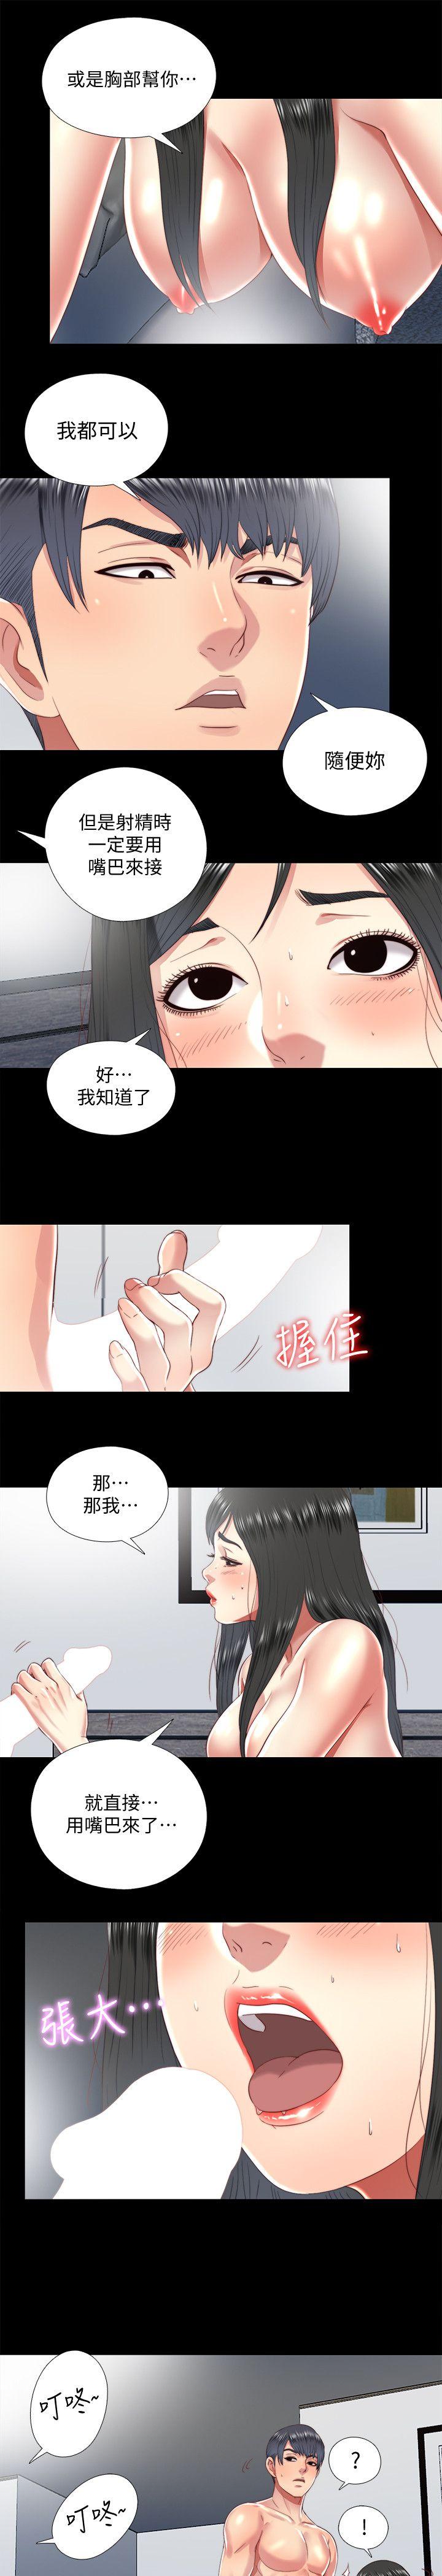 或是胸部幫你⋯
我都可以
隨便妳
但是射精時
一定要用
嘴巴來接
好⋯
我知道了
握住
那⋯
那我⋯
就直接⋯
用嘴巴來了⋯
張大⋯
叮咚~
?
叮咚~
!